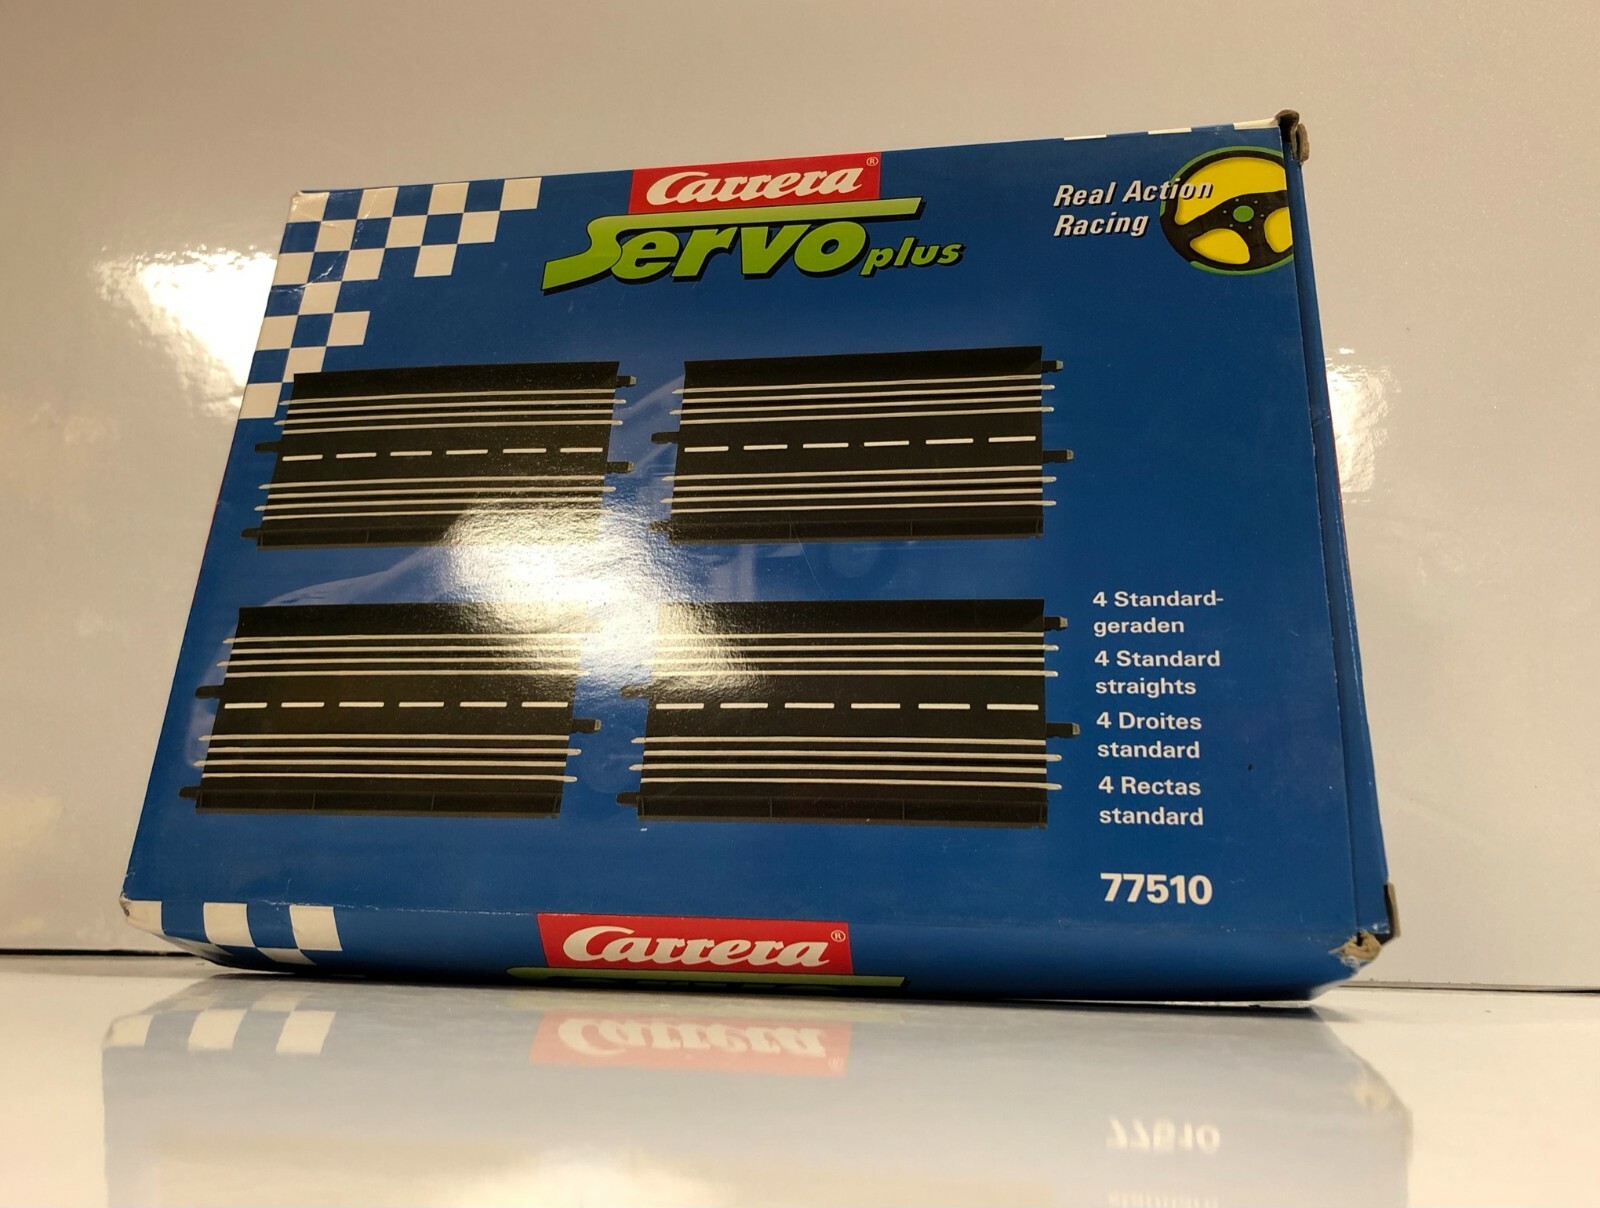 Carrera®
Servo plus
Real Action
Racing
4 Standard-
geraden
4 Standard
straights
4 Droites
standard
4 Rectas
standard
77510
Carrera®